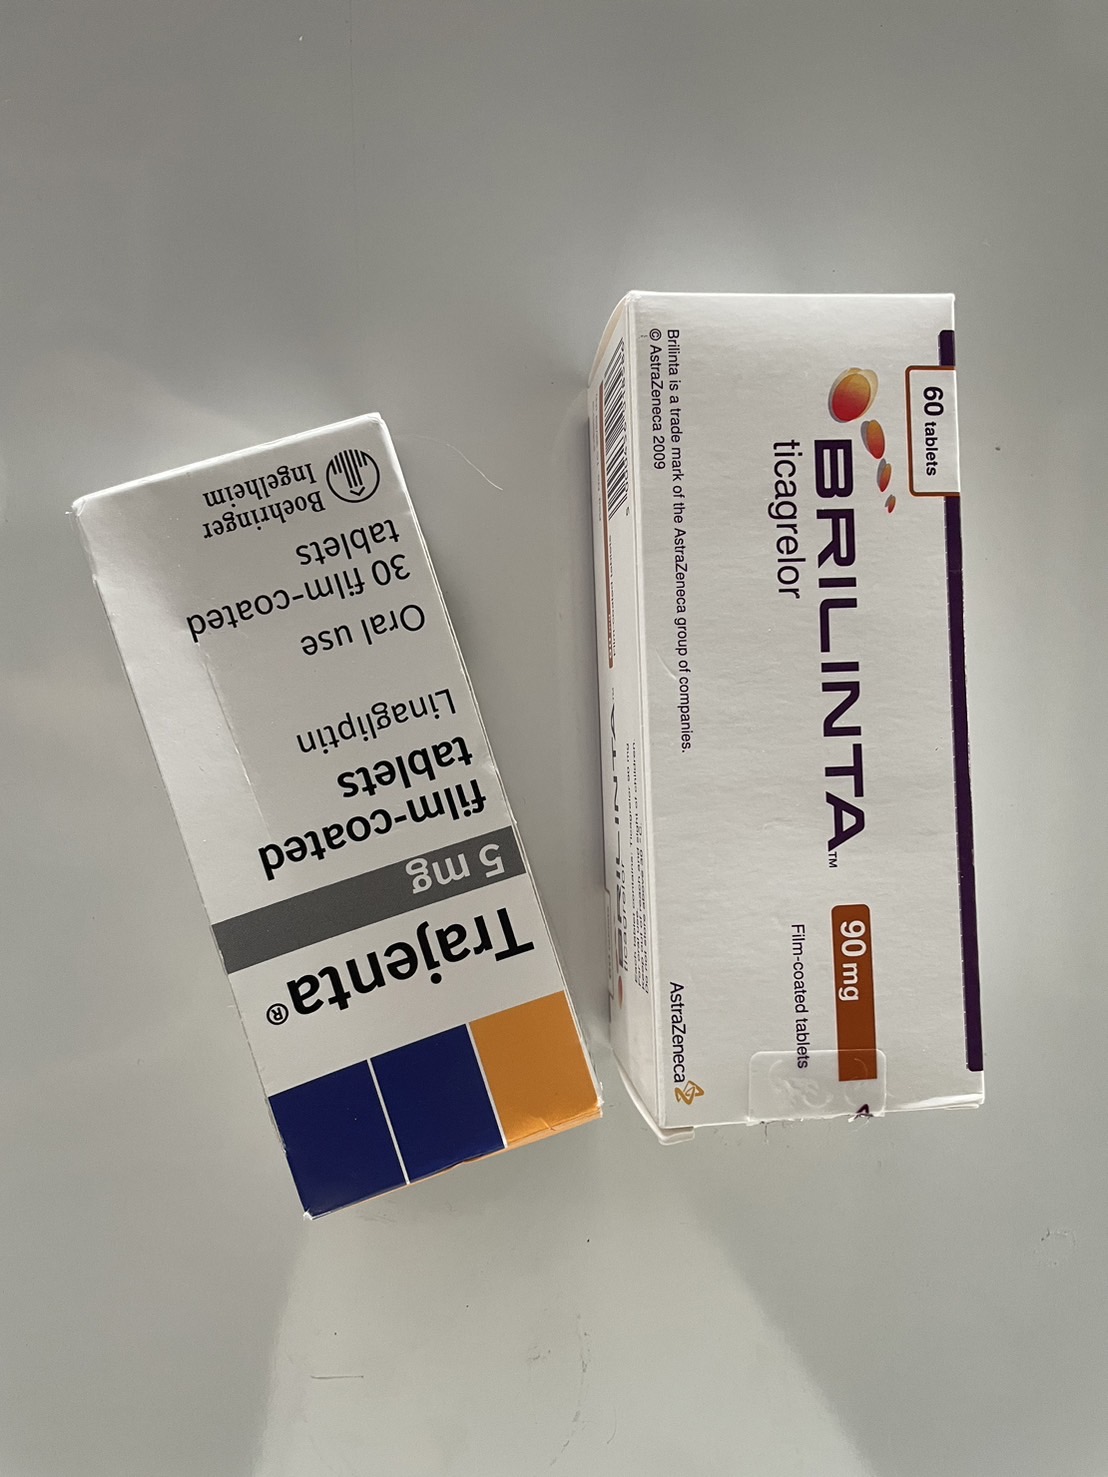 Trajenta®
5 mg
film-coated
tablets
Linagliptin
Oral use
30 film-coated
tablets
Boehringer
Ingelheim
60 tablets
BRILINTA™
90 mg
ticagrelor
Film-coated tablets
Brilinta is a trade mark of the AstraZeneca group of companies.
© AstraZeneca 2009
AstraZeneca